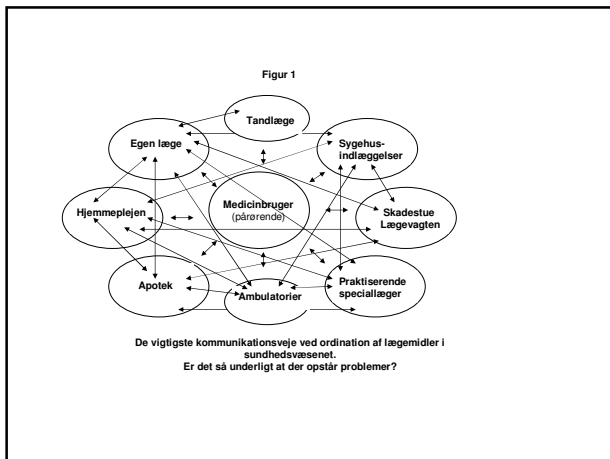 Figur 1
Tandlæge
Egen læge
Sygehus-
indlæggelser
Medicinbruger
(pårørende)
Hjemmeplejen
Skadestue
Lægevagten
Apotek
Ambulatorier
Praktiserende
speciallæger
De vigtigste kommunikationsveje ved ordination af lægemidler i
sundhedsvæsenet.
Er det så underligt at der opstår problemer?